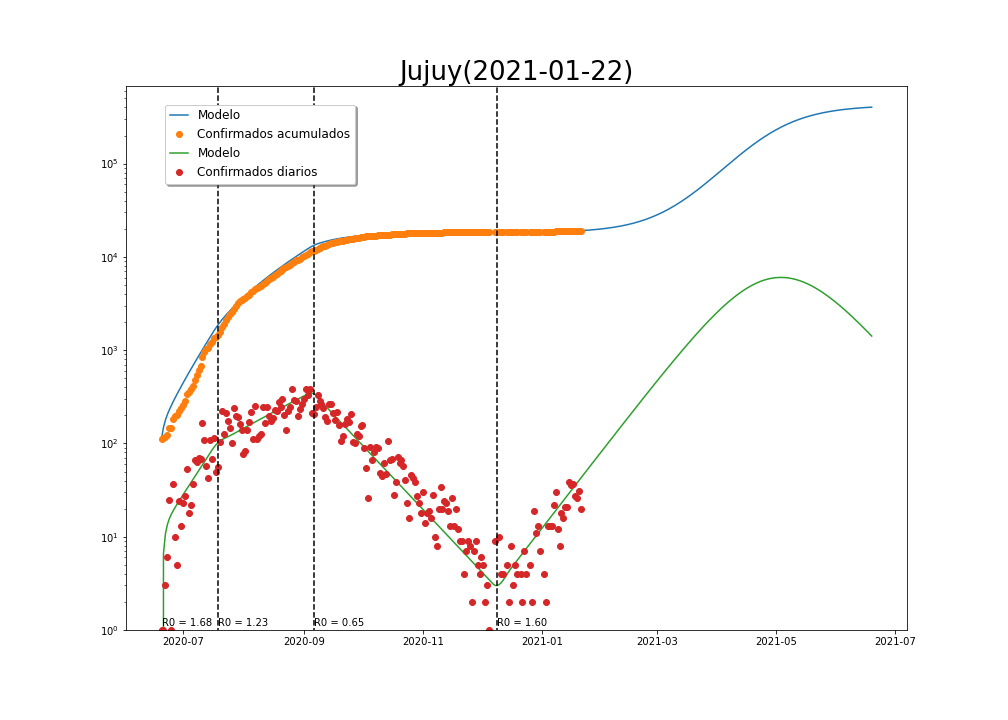 Jujuy(2021-01-22)
Modelo
Confirmados acumulados
Modelo
Confirmados diarios
10^5
10^4
10^3
10^2
10^1
10^0
R0 = 1.68 R0 = 1.23 R0 = 0.65 R0 = 1.60
2020-07 2020-09 2020-11 2021-01 2021-03 2021-05 2021-07